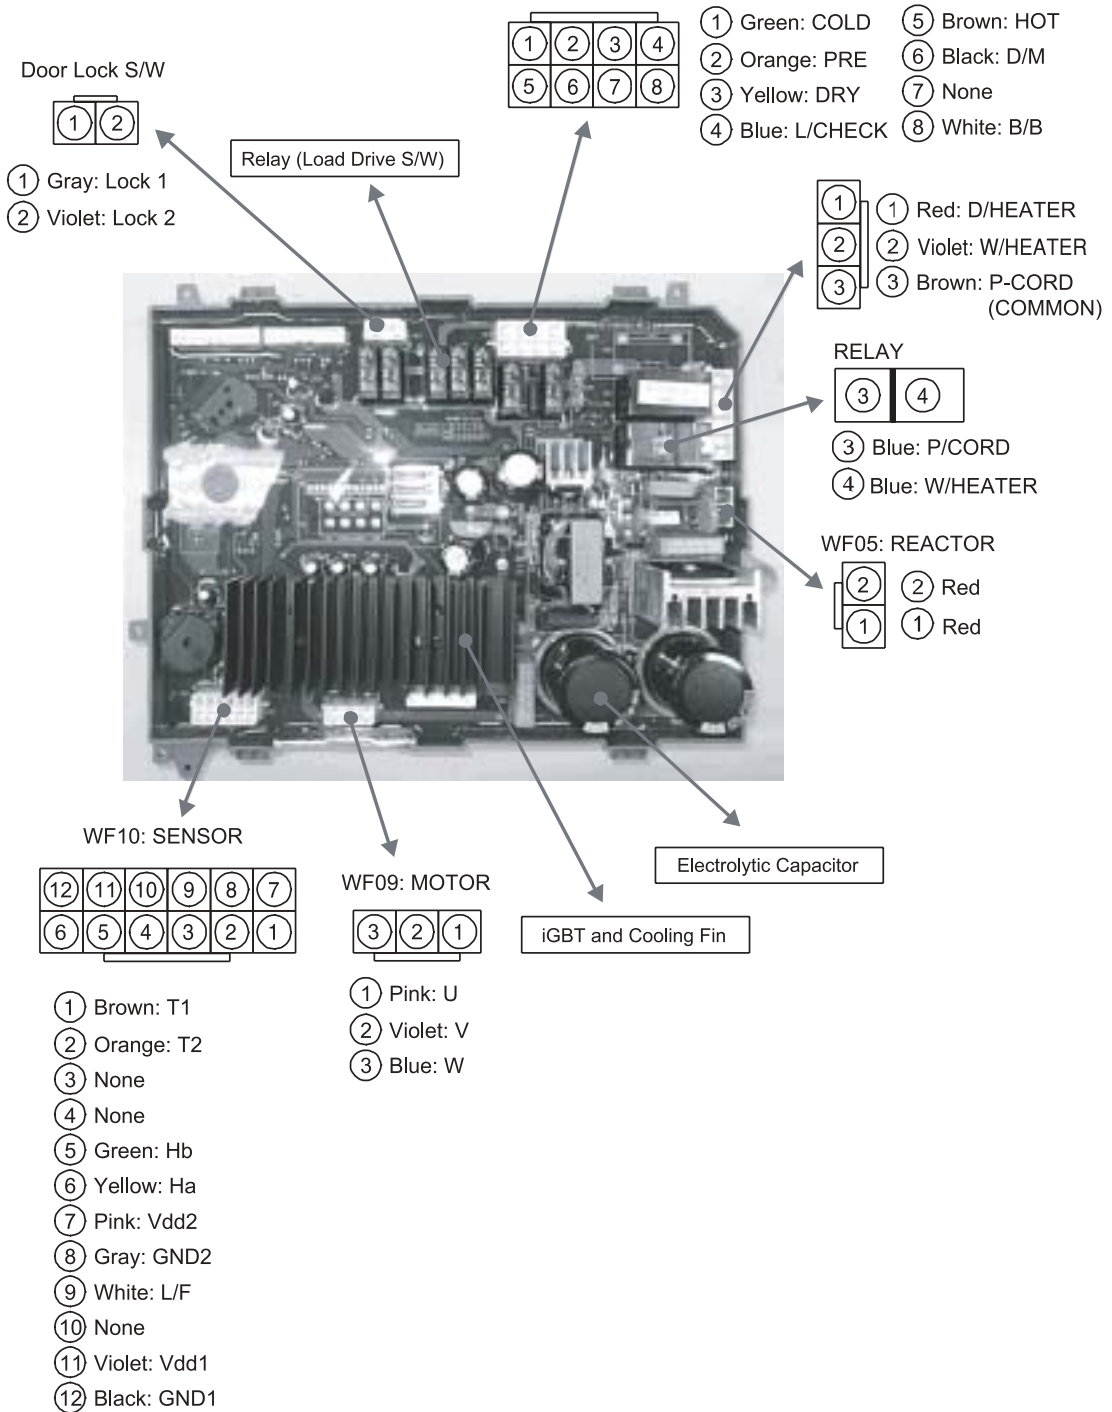 Door Lock S/W
① ②
① Gray: Lock 1
② Violet: Lock 2
Relay (Load Drive S/W)
① ② ③ ④
⑤ ⑥ ⑦ ⑧
① Green: COLD
② Orange: PRE
③ Yellow: DRY
④ Blue: L/CHECK
⑤ Brown: HOT
⑥ Black: D/M
⑦ None
⑧ White: B/B
①
②
③
① Red: D/HEATER
② Violet: W/HEATER
③ Brown: P-CORD
(COMMON)
RELAY
③ ④
③ Blue: P/CORD
④ Blue: W/HEATER
WF05: REACTOR
②
①
② Red
① Red
WF10: SENSOR
⑫ ⑪ ⑩ ⑨ ⑧ ⑦
⑥ ⑤ ④ ③ ② ①
① Brown: T1
② Orange: T2
③ None
④ None
⑤ Green: Hb
⑥ Yellow: Ha
⑦ Pink: Vdd2
⑧ Gray: GND2
⑨ White: L/F
⑩ None
⑪ Violet: Vdd1
⑫ Black: GND1
WF09: MOTOR
③ ② ①
① Pink: U
② Violet: V
③ Blue: W
iGBT and Cooling Fin
Electrolytic Capacitor